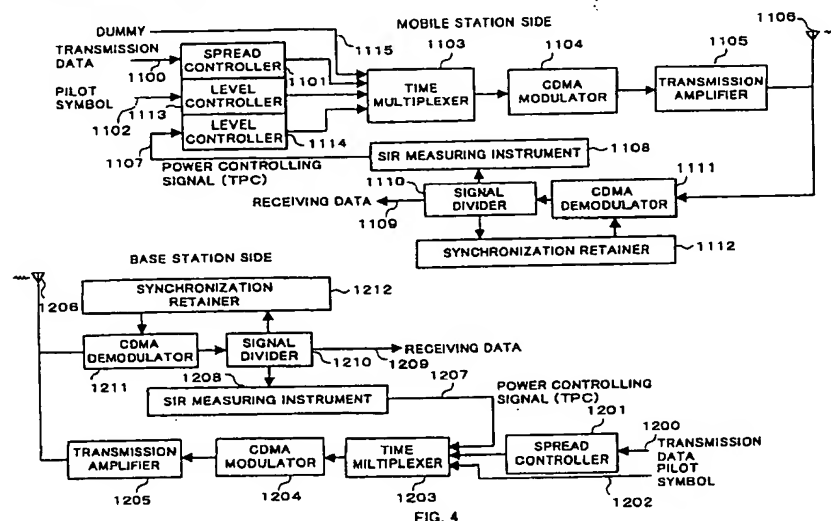 MOBILE STATION SIDE
DUMMY
1115
1103
1104
1105
1106
TRANSMISSION
DATA
1100
SPREAD
CONTROLLER
1101
TIME
MULTIPLEXER
CDMA
MODULATOR
TRANSMISSION
AMPLIFIER
PILOT
SYMBOL
1102
1113
LEVEL
CONTROLLER
LEVEL
CONTROLLER
1114
1107
POWER CONTROLLING
SIGNAL (TPC)
SIR MEASURING INSTRUMENT
1108
1110
1111
RECEIVING DATA
1109
SIGNAL
DIVIDER
CDMA
DEMODULATOR
SYNCHRONIZATION RETAINER
1112
BASE STATION SIDE
1206
SYNCHRONIZATION
RETAINER
1212
CDMA
DEMODULATOR
1211
SIGNAL
DIVIDER
1210
1209
RECEIVING DATA
1208
SIR MEASURING INSTRUMENT
1207
POWER CONTROLLING
SIGNAL (TPC)
1201
1200
TRANSMISSION
AMPLIFIER
1205
CDMA
MODULATOR
1204
TIME
MILTIPLEXER
1203
SPREAD
CONTROLLER
TRANSMISSION
DATA
PILOT
SYMBOL
1202
FIG. 4